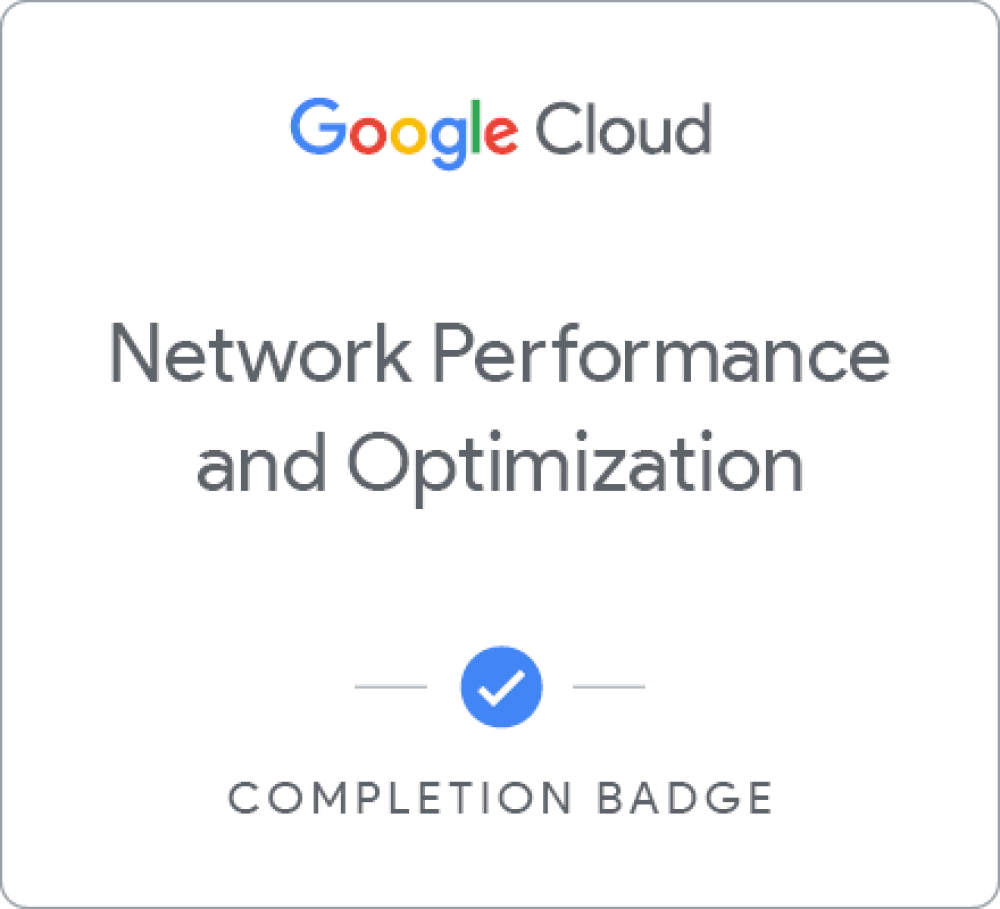 Google Cloud
Network Performance
and Optimization
COMPLETION BADGE